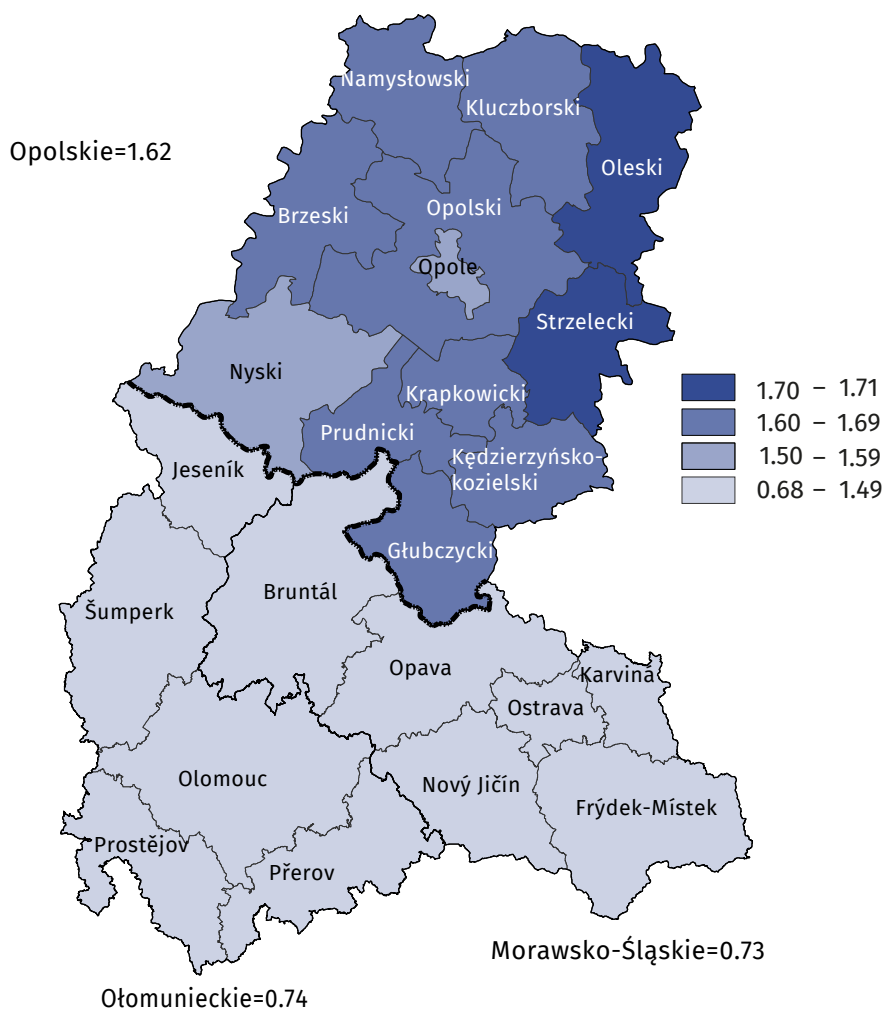 Namysłowski
Kluczborski
Opolskie=1.62
Oleski
Brzeski
Opolski
Opole
Strzelecki
Nyski
Krapkowicki
1.70 – 1.71
1.60 – 1.69
1.50 – 1.59
0.68 – 1.49
Prudnicki
Kędzierzyńsko-
kozielski
Jeseník
Głubczycki
Bruntál
Šumperk
Opava
Karviná
Ostrava
Olomouc
Nový Jičín
Frýdek-Místek
Prostějov
Přerov
Morawsko-Śląskie=0.73
Ołomunieckie=0.74